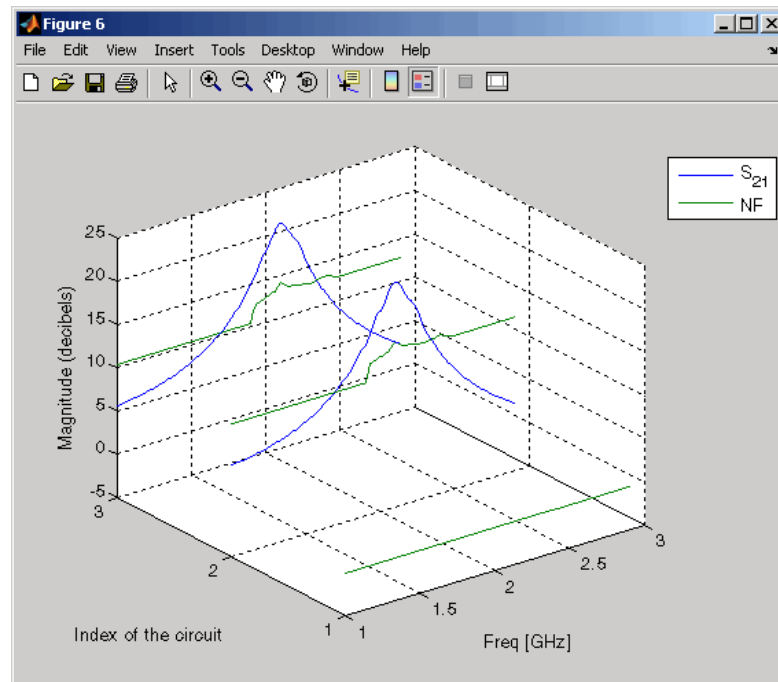 Figure 6
File Edit View Insert Tools Desktop Window Help
S21
NF
25
20
15
10
5
0
-5
Magnitude (decibels)
3
2
1
Index of the circuit
1
1.5
2
2.5
3
Freq [GHz]